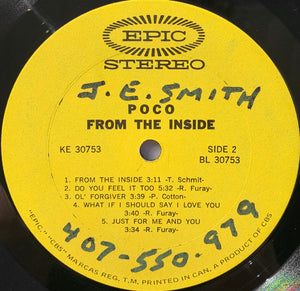 EPIC
STEREO
J.E. SMITH
POCO
FROM THE INSIDE
KE 30753
SIDE 2
BL 30753
1. FROM THE INSIDE 3:11 -T. Schmit-
2. DO YOU FEEL IT TOO 5:32 -R. Furay-
3. OL' FORGIVER 3:39 -P. Cotton-
4. WHAT IF I SHOULD SAY I LOVE YOU
3:40 -R. Furay-
5. JUST FOR ME AND YOU
3:34 -R. Furay-
407-550-979
"EPIC," "CBS" MARCAS REG. T.M. PRINTED IN CAN. A PRODUCT OF CBS